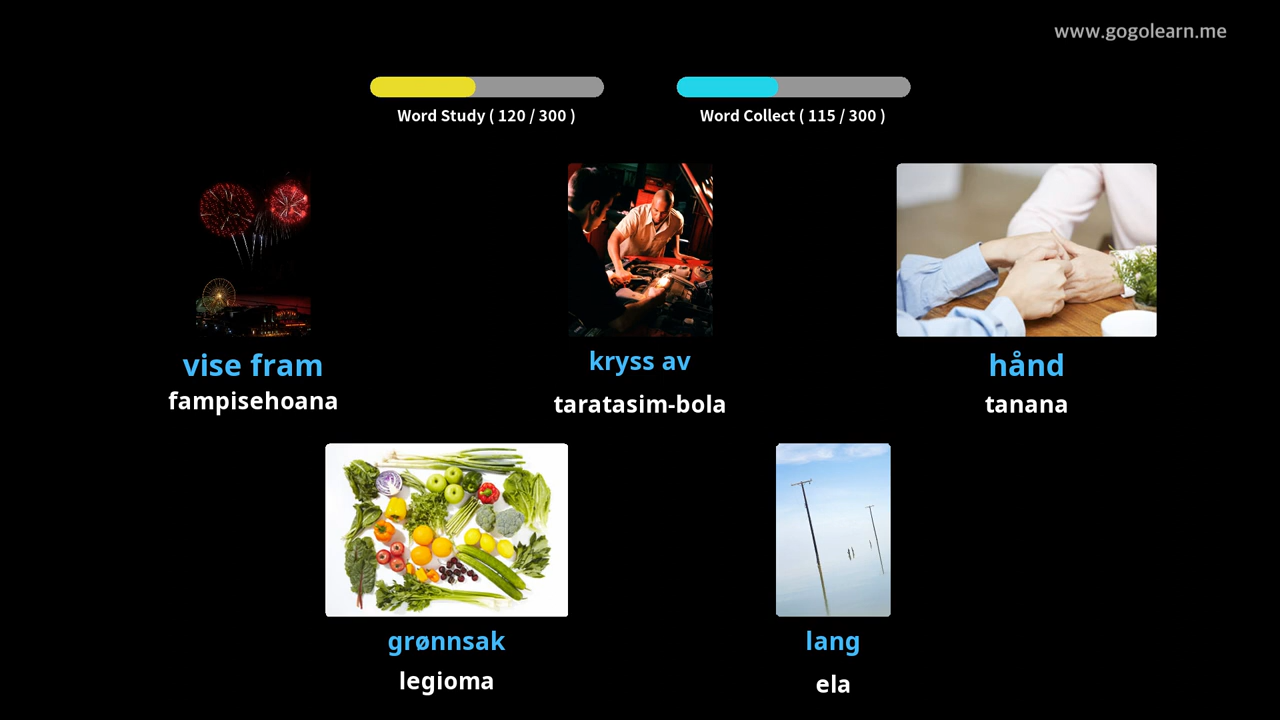 www.gogolearn.me
Word Study ( 120 / 300 )
Word Collect ( 115 / 300 )
vise fram
fampisehoana
kryss av
taratasim-bola
hånd
tanana
grønnsak
legioma
lang
ela